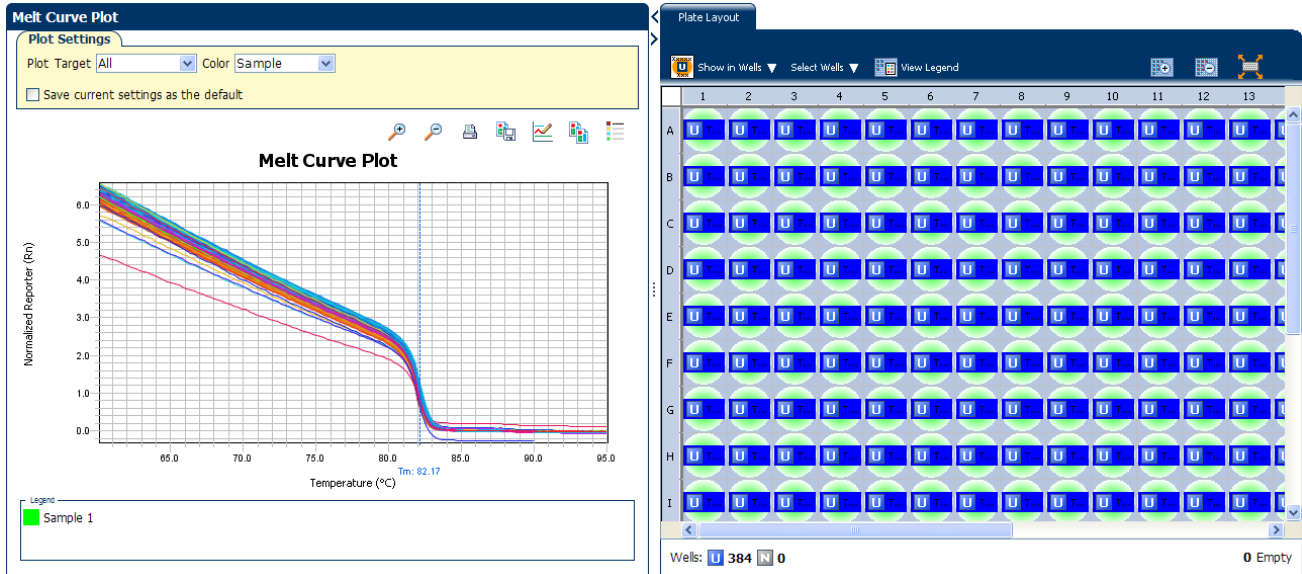 Melt Curve Plot
Plot Settings
Plot Target All Color Sample
Save current settings as the default
Melt Curve Plot
Normalized Reporter (Rn)
6.0
5.0
4.0
3.0
2.0
1.0
0.0
65.0 70.0 75.0 80.0 85.0 90.0 95.0
Tm: 82.17
Temperature (°C)
Legend
Sample 1
Plate Layout
Show in Wells Select Wells View Legend
1 2 3 4 5 6 7 8 9 10 11 12 13
A U T... U T... U T... U T... U T... U T... U T... U T... U T... U T... U T... U T... U T...
B U T... U T... U T... U T... U T... U T... U T... U T... U T... U T... U T... U T... U T...
C U T... U T... U T... U T... U T... U T... U T... U T... U T... U T... U T... U T... U T...
D U T... U T... U T... U T... U T... U T... U T... U T... U T... U T... U T... U T... U T...
E U T... U T... U T... U T... U T... U T... U T... U T... U T... U T... U T... U T... U T...
F U T... U T... U T... U T... U T... U T... U T... U T... U T... U T... U T... U T... U T...
G U T... U T... U T... U T... U T... U T... U T... U T... U T... U T... U T... U T... U T...
H U T... U T... U T... U T... U T... U T... U T... U T... U T... U T... U T... U T... U T...
I U T... U T... U T... U T... U T... U T... U T... U T... U T... U T... U T... U T... U T...
Wells: U 384 N 0 0 Empty